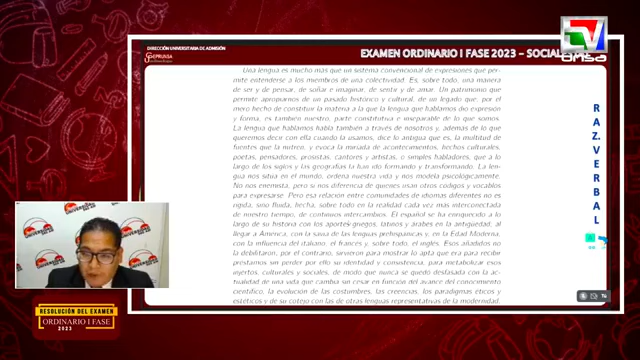 DIRECCIÓN UNIVERSITARIA DE ADMISIÓN
EXAMEN ORDINARIO I FASE 2023 – SOCIALES
TV
UMSA
Una lengua es mucho más que un sistema convencional de expresiones que per-
mite entenderse a los miembros de una colectividad. Es, sobre todo, una manera
de ser y de pensar, de soñar e imaginar, de sentir y de amar. Un patrimonio que
permite apropiarnos de un pasado histórico y cultural, de un legado que, por el
mero hecho de constituir la materia a la que la lengua que hablamos dio expresión
y forma, es también nuestro, parte constitutiva e inseparable de lo que somos.
La lengua que hablamos habla también a través de nosotros y, además de lo que
queremos decir con ella cuando la usamos, dice lo antigua que es, la multitud de
fuentes que la nutren, y evoca la miríada de acontecimientos, hechos culturales,
poetas, pensadores, prosistas, cantores y artistas, o simples habladores, que a lo
largo de los siglos y las geografías la fueron formando y transformando. La len-
gua nos sitúa en el mundo, ordena nuestra vida y nos modela psicológicamente.
No nos enemista, pero sí nos diferencia de quienes usan otros códigos y vocablos
para expresarse. Pero esa relación entre comunidades de idiomas diferentes no es
rígida, sino fluida, hecha, sobre todo en la realidad cada vez más interconectada
de nuestro tiempo, de continuos intercambios. El español se ha enriquecido a lo
largo de su historia con los aportes griegos, latinos y árabes en la antigüedad; al
llegar a América, con la savia de las lenguas prehispánicas y, en la Edad Moderna,
con la influencia del italiano, el francés y, sobre todo, el inglés. Esos añadidos no
la debilitaron; por el contrario, sirvieron para mostrar lo apta que era para recibir
préstamos sin perder por ello su identidad y consistencia, para metabolizar esos
injertos, culturales y sociales, de modo que nunca se quedó desfasada con la ac-
tualidad de una vida que cambia sin cesar en función del avance del conocimiento
científico, la evolución de las costumbres, las creencias, los paradigmas éticos y
estéticos y de su cotejo con las de otras lenguas representativas de la modernidad.
RAZ. VERBAL
RESOLUCIÓN DEL EXAMEN
ORDINARIO I FASE
2023